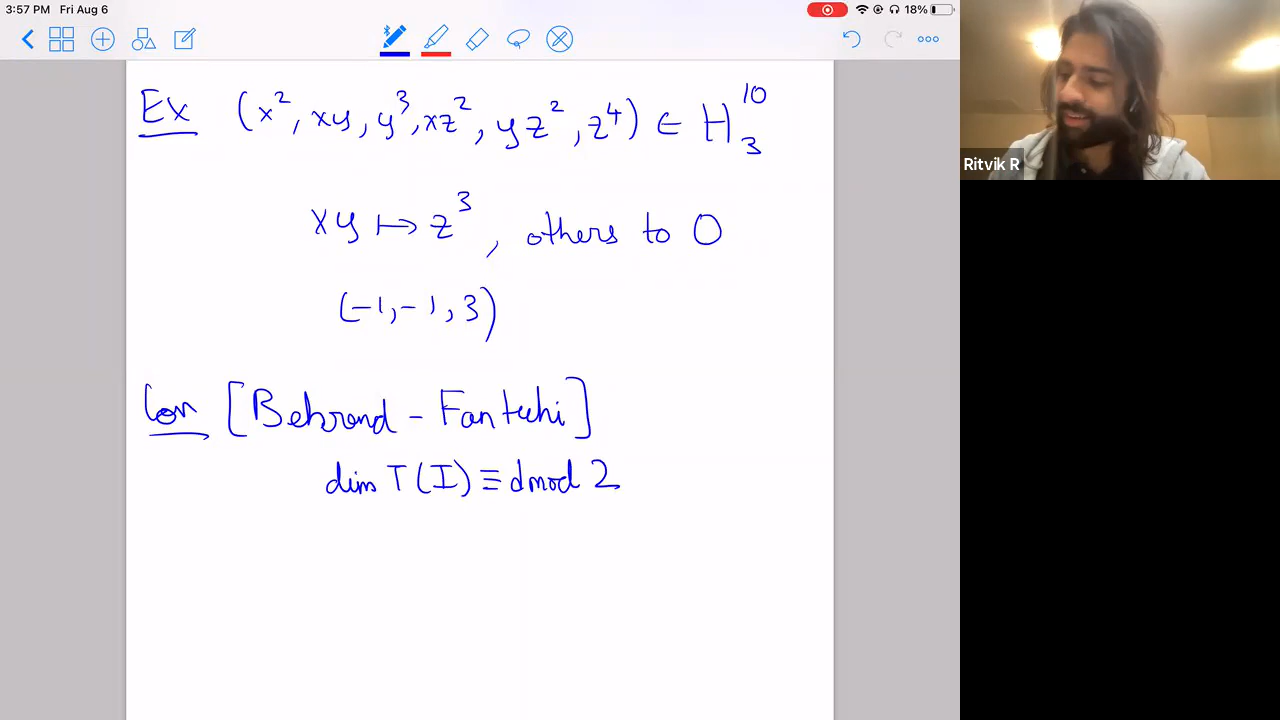 3:57 PM Fri Aug 6
18%
Ex (x², xy, y³, xz², yz², z⁴) ∈ H₃¹⁰
xy ↦ z³, others to 0
(-1, -1, 3)
Con [Behrend - Fantechi]
dim T(I) ≡ d mod 2
Ritvik R